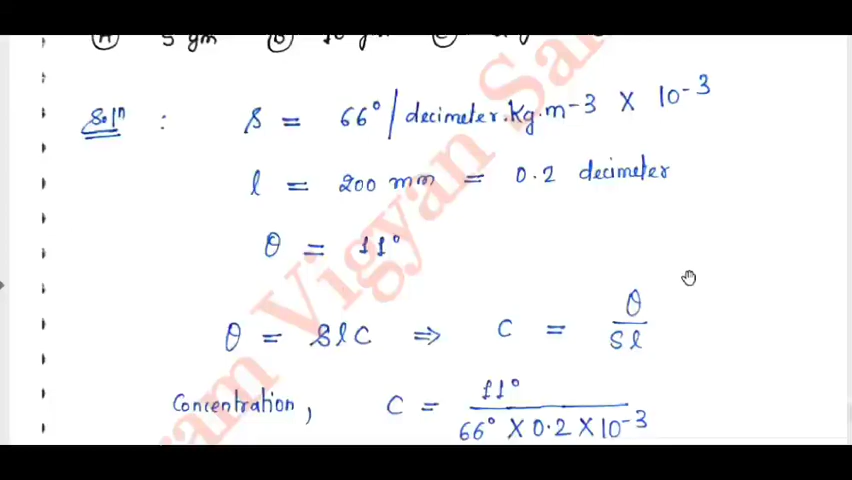 Soln : S = 66° / decimeter.Kg.m-3 X 10-3
l = 200 mm = 0.2 decimeter
θ = 11°
θ = SlC ⇒ C = θ / Sl
Concentration, C = 11° / 66° X 0.2 X 10-3
Vigyan